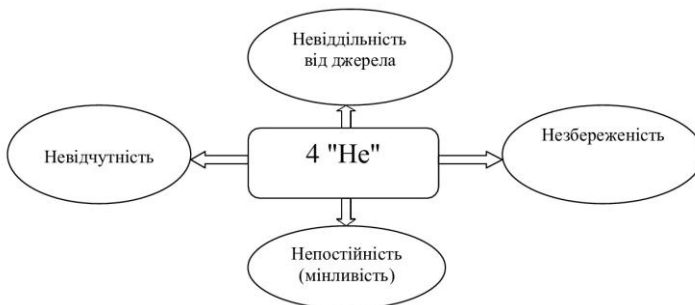 Невіддільність
від джерела
Невідчутність
4 "Не"
Незбереженість
Непостійність
(мінливість)